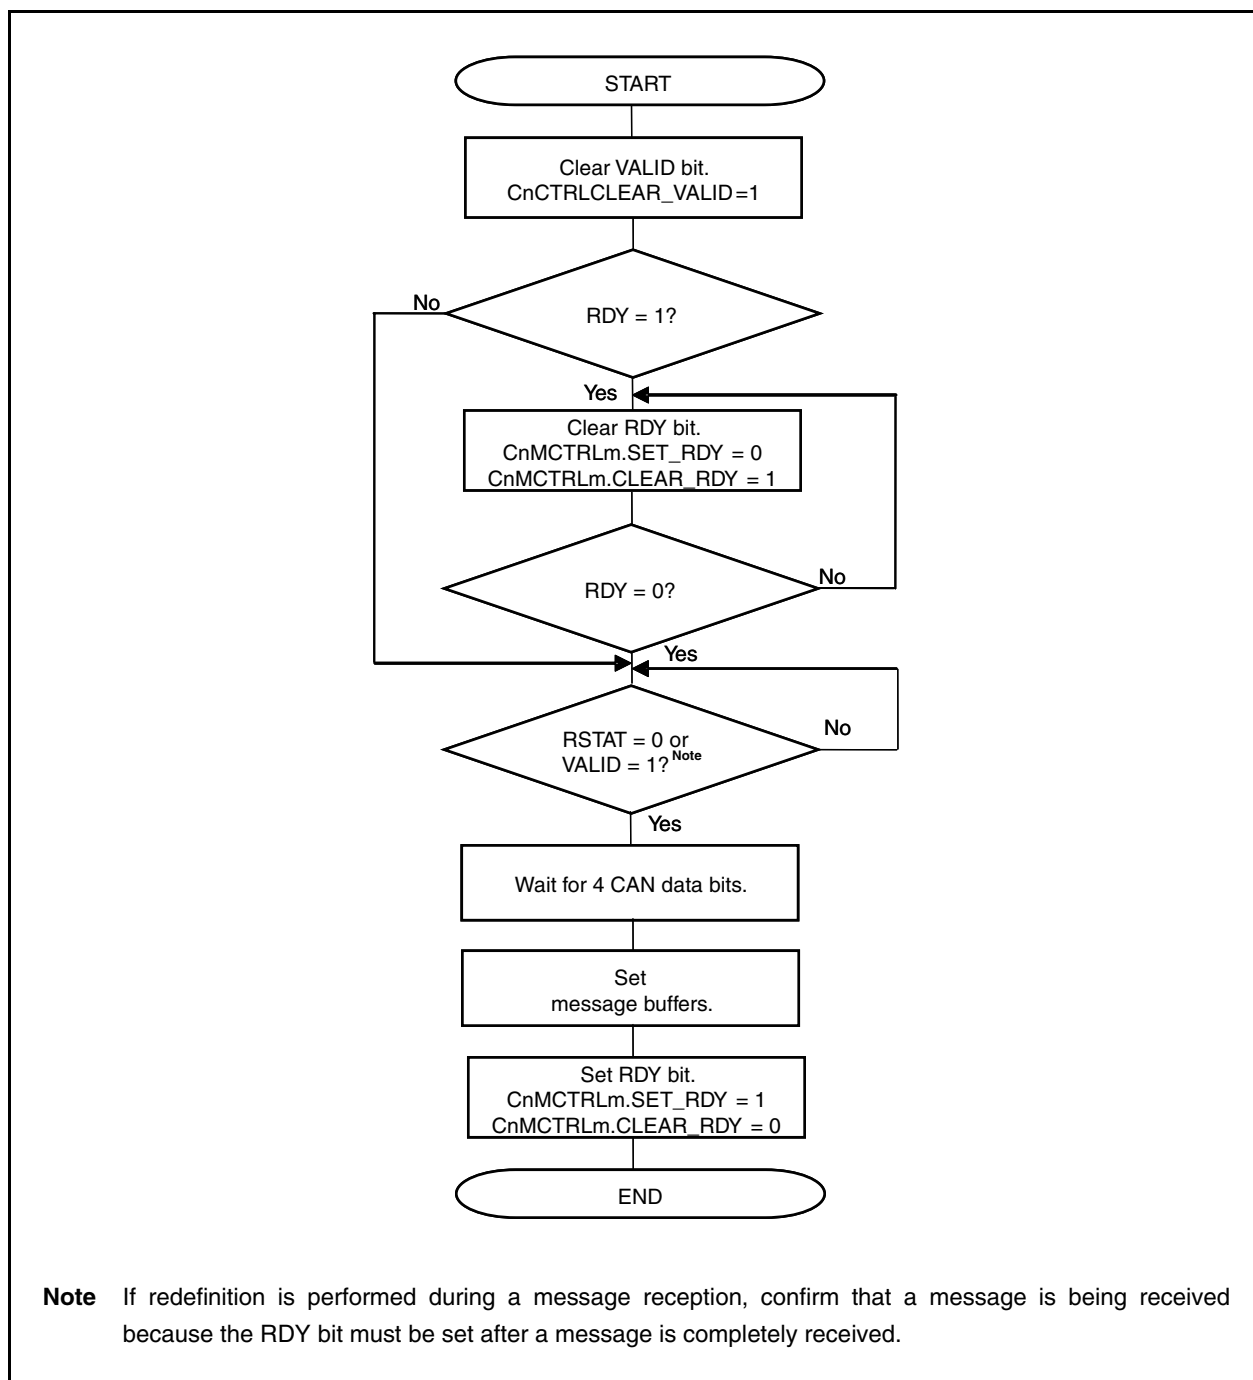 START
Clear VALID bit.
CnCTRLCLEAR_VALID=1
No
RDY = 1?
Yes
Clear RDY bit.
CnMCTRLm.SET_RDY = 0
CnMCTRLm.CLEAR_RDY = 1
RDY = 0?
No
Yes
RSTAT = 0 or
VALID = 1?Note
No
Yes
Wait for 4 CAN data bits.
Set
message buffers.
Set RDY bit.
CnMCTRLm.SET_RDY = 1
CnMCTRLm.CLEAR_RDY = 0
END
Note If redefinition is performed during a message reception, confirm that a message is being received
because the RDY bit must be set after a message is completely received.